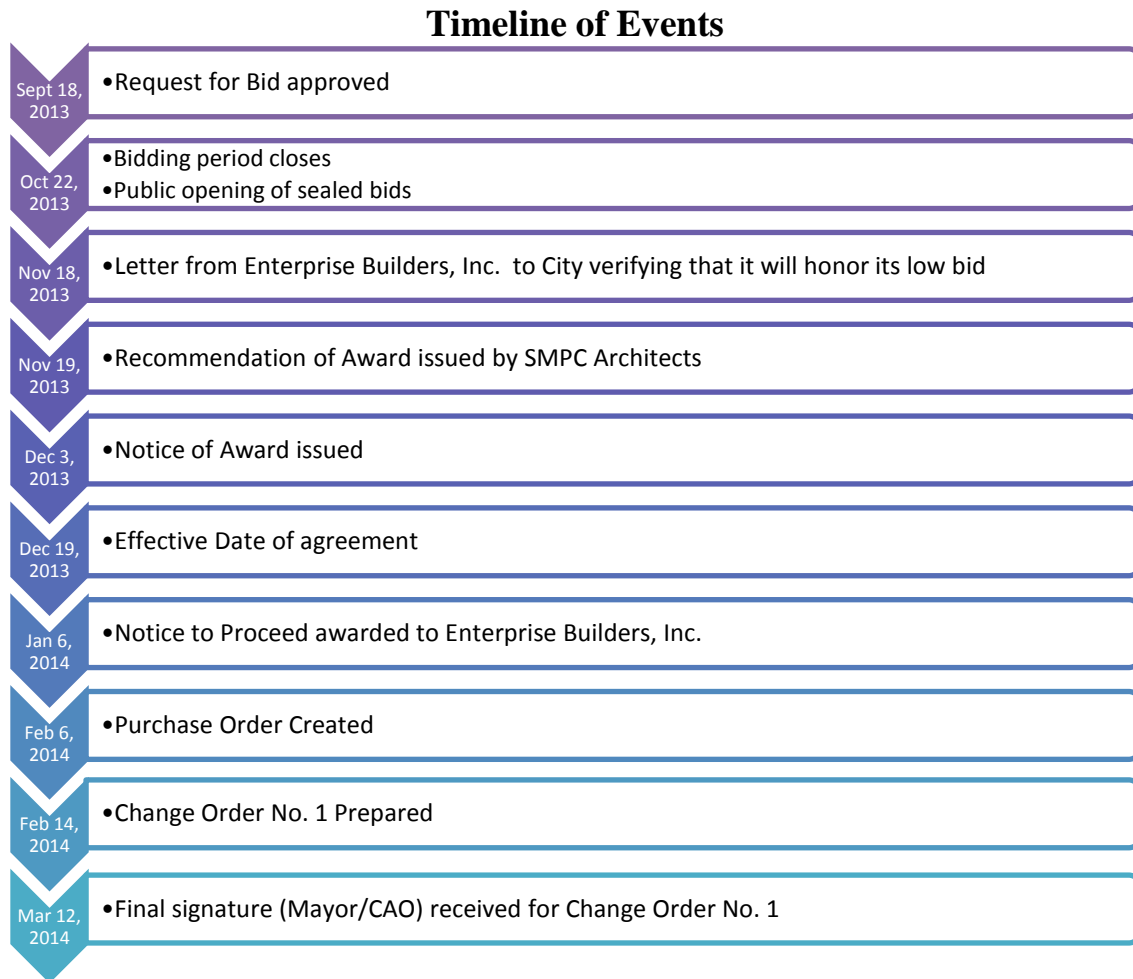 Timeline of Events
Sept 18,
2013
•Request for Bid approved
Oct 22,
2013
•Bidding period closes
•Public opening of sealed bids
Nov 18,
2013
•Letter from Enterprise Builders, Inc. to City verifying that it will honor its low bid
Nov 19,
2013
•Recommendation of Award issued by SMPC Architects
Dec 3,
2013
•Notice of Award issued
Dec 19,
2013
•Effective Date of agreement
Jan 6,
2014
•Notice to Proceed awarded to Enterprise Builders, Inc.
Feb 6,
2014
•Purchase Order Created
Feb 14,
2014
•Change Order No. 1 Prepared
Mar 12,
2014
•Final signature (Mayor/CAO) received for Change Order No. 1